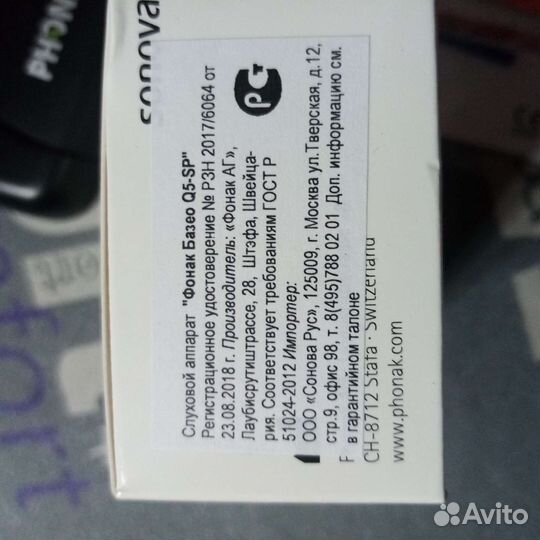 PHON
sonova
Слуховой аппарат "Фонак Базео Q5-SP"
Регистрационное удостоверение № РЗН 2017/6064 от
23.08.2018 г. Производитель: «Фонак АГ»,
Лаубисрутиштрассе, 28, Штэфа, Швейца-
рия. Соответствует требованиям ГОСТ Р
51024-2012 Импортер:
ООО «Сонова Рус», 125009, г. Москва ул.Тверская, д.12,
стр.9, офис 98, т. 8(495)788 02 01 Доп. информацию см.
в гарантийном талоне
CH-8712 Stäfa · Switzerland
www.phonak.com
fort
Avito